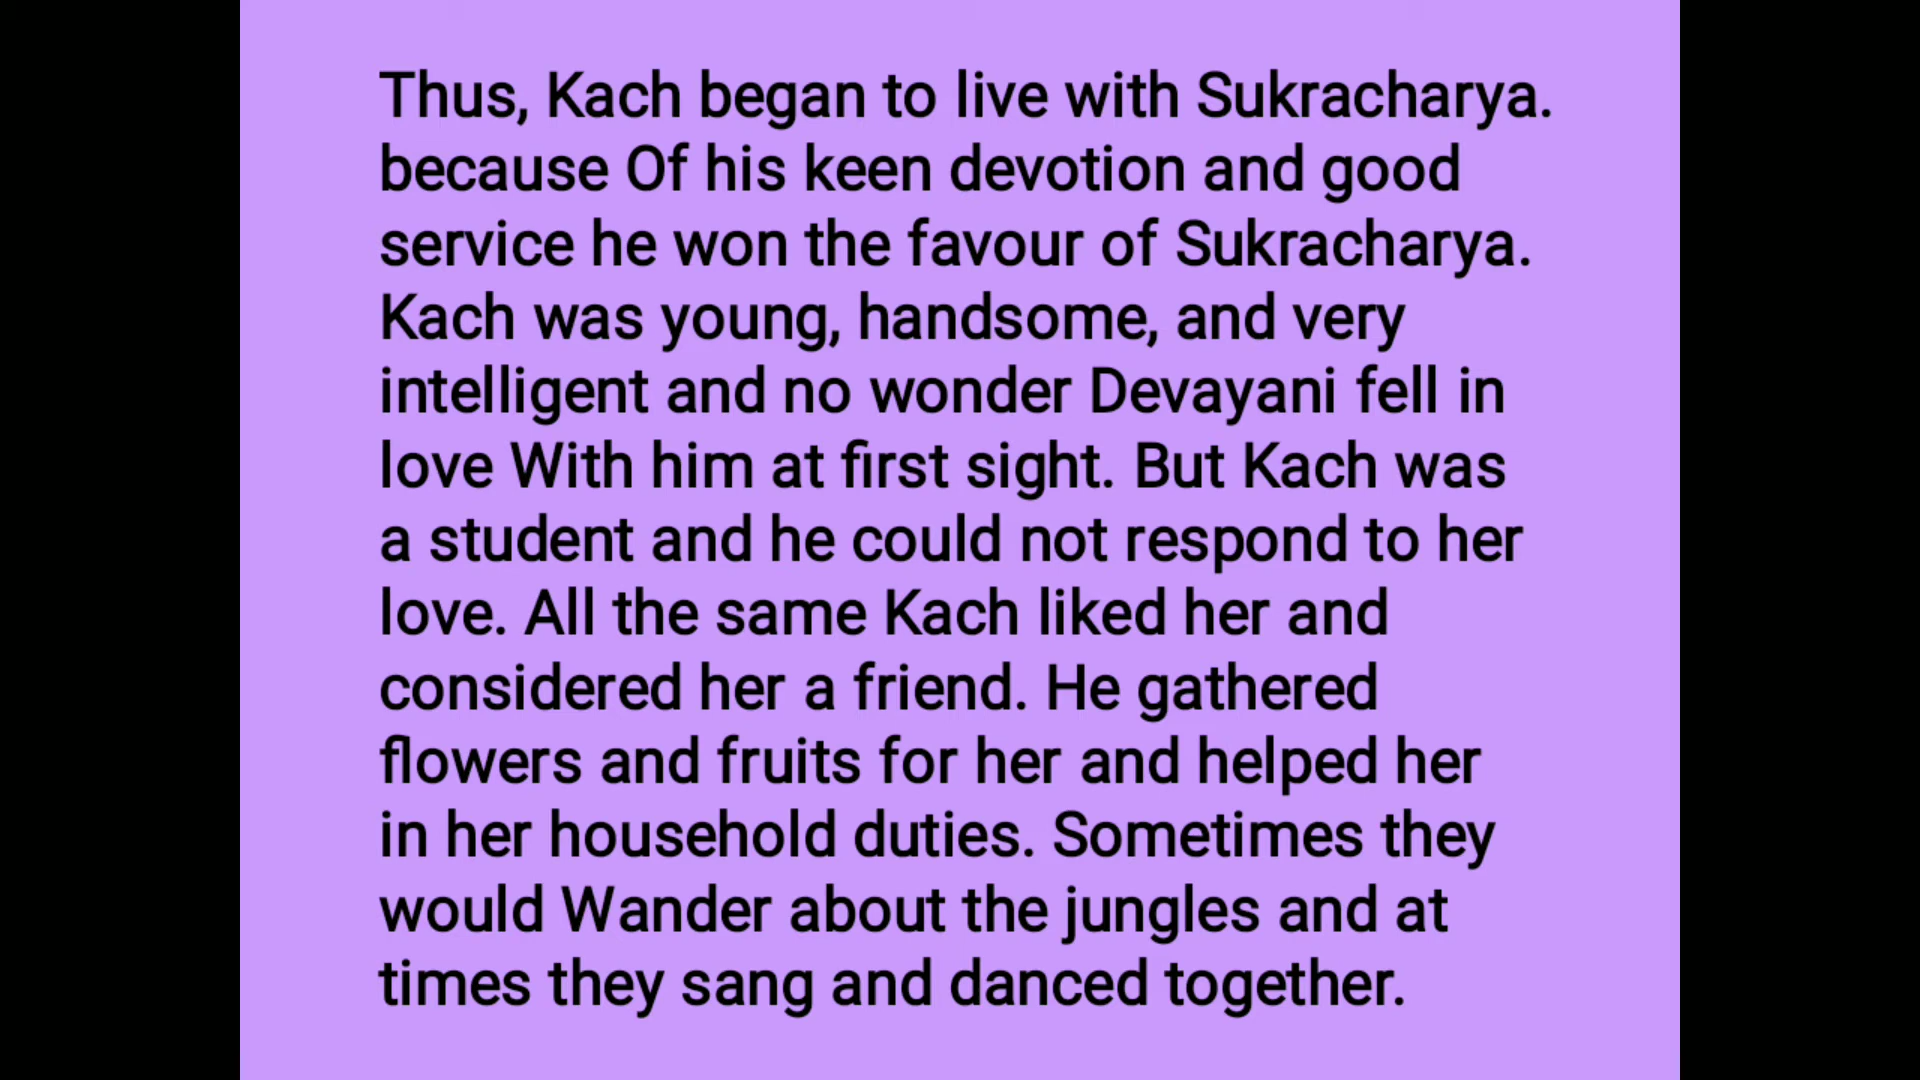 Thus, Kach began to live with Sukracharya.
because Of his keen devotion and good
service he won the favour of Sukracharya.
Kach was young, handsome, and very
intelligent and no wonder Devayani fell in
love With him at first sight. But Kach was
a student and he could not respond to her
love. All the same Kach liked her and
considered her a friend. He gathered
flowers and fruits for her and helped her
in her household duties. Sometimes they
would Wander about the jungles and at
times they sang and danced together.